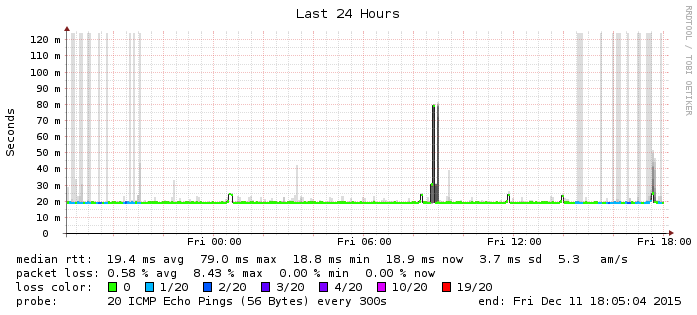 Last 24 Hours
RRDTOOL / TOBI OETIKER
Seconds
120 m
110 m
100 m
90 m
80 m
70 m
60 m
50 m
40 m
30 m
20 m
10 m
0
Fri 00:00 Fri 06:00 Fri 12:00 Fri 18:00
median rtt: 19.4 ms avg 79.0 ms max 18.8 ms min 18.9 ms now 3.7 ms sd 5.3 am/s
packet loss: 0.58 % avg 8.43 % max 0.00 % min 0.00 % now
loss color: 0 1/20 2/20 3/20 4/20 10/20 19/20
probe: 20 ICMP Echo Pings (56 Bytes) every 300s end: Fri Dec 11 18:05:04 2015